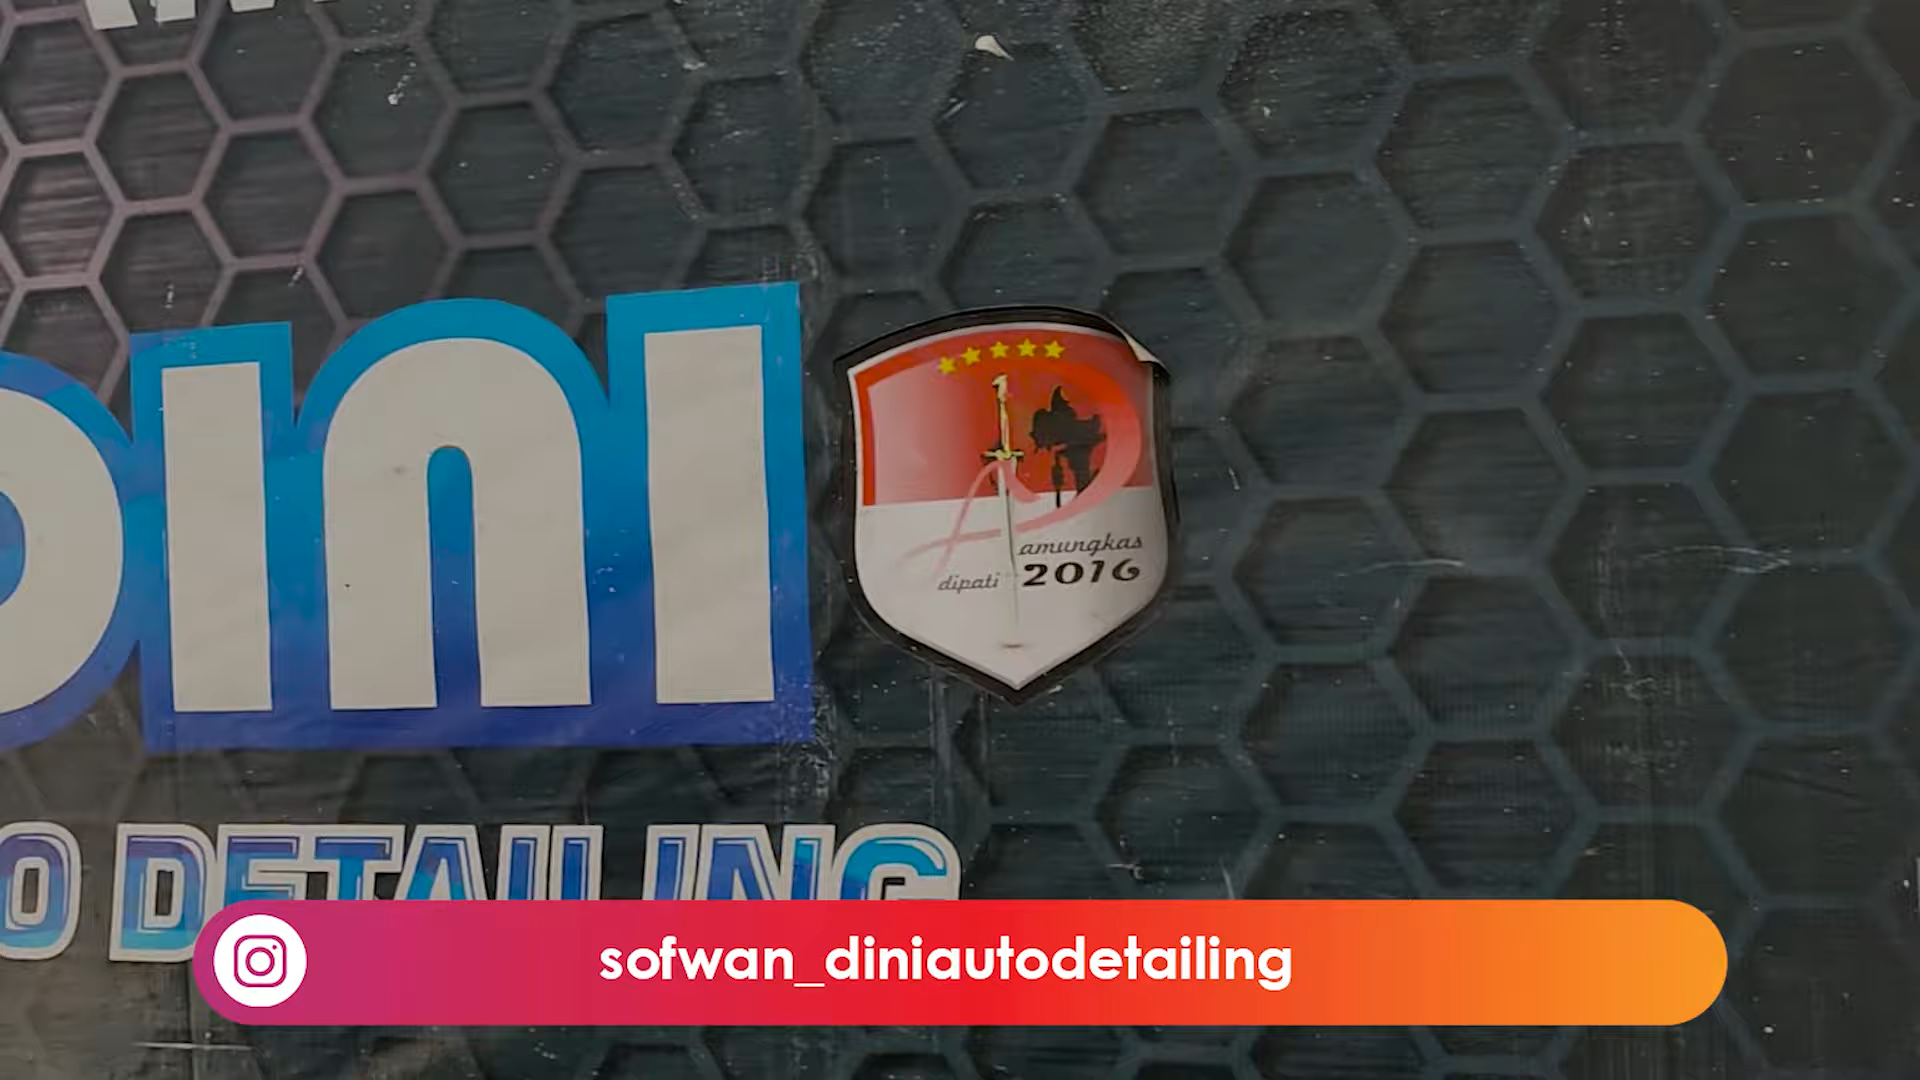 DINI
amungkas
dipati 2016
O DETAILING
sofwan_diniautodetailing